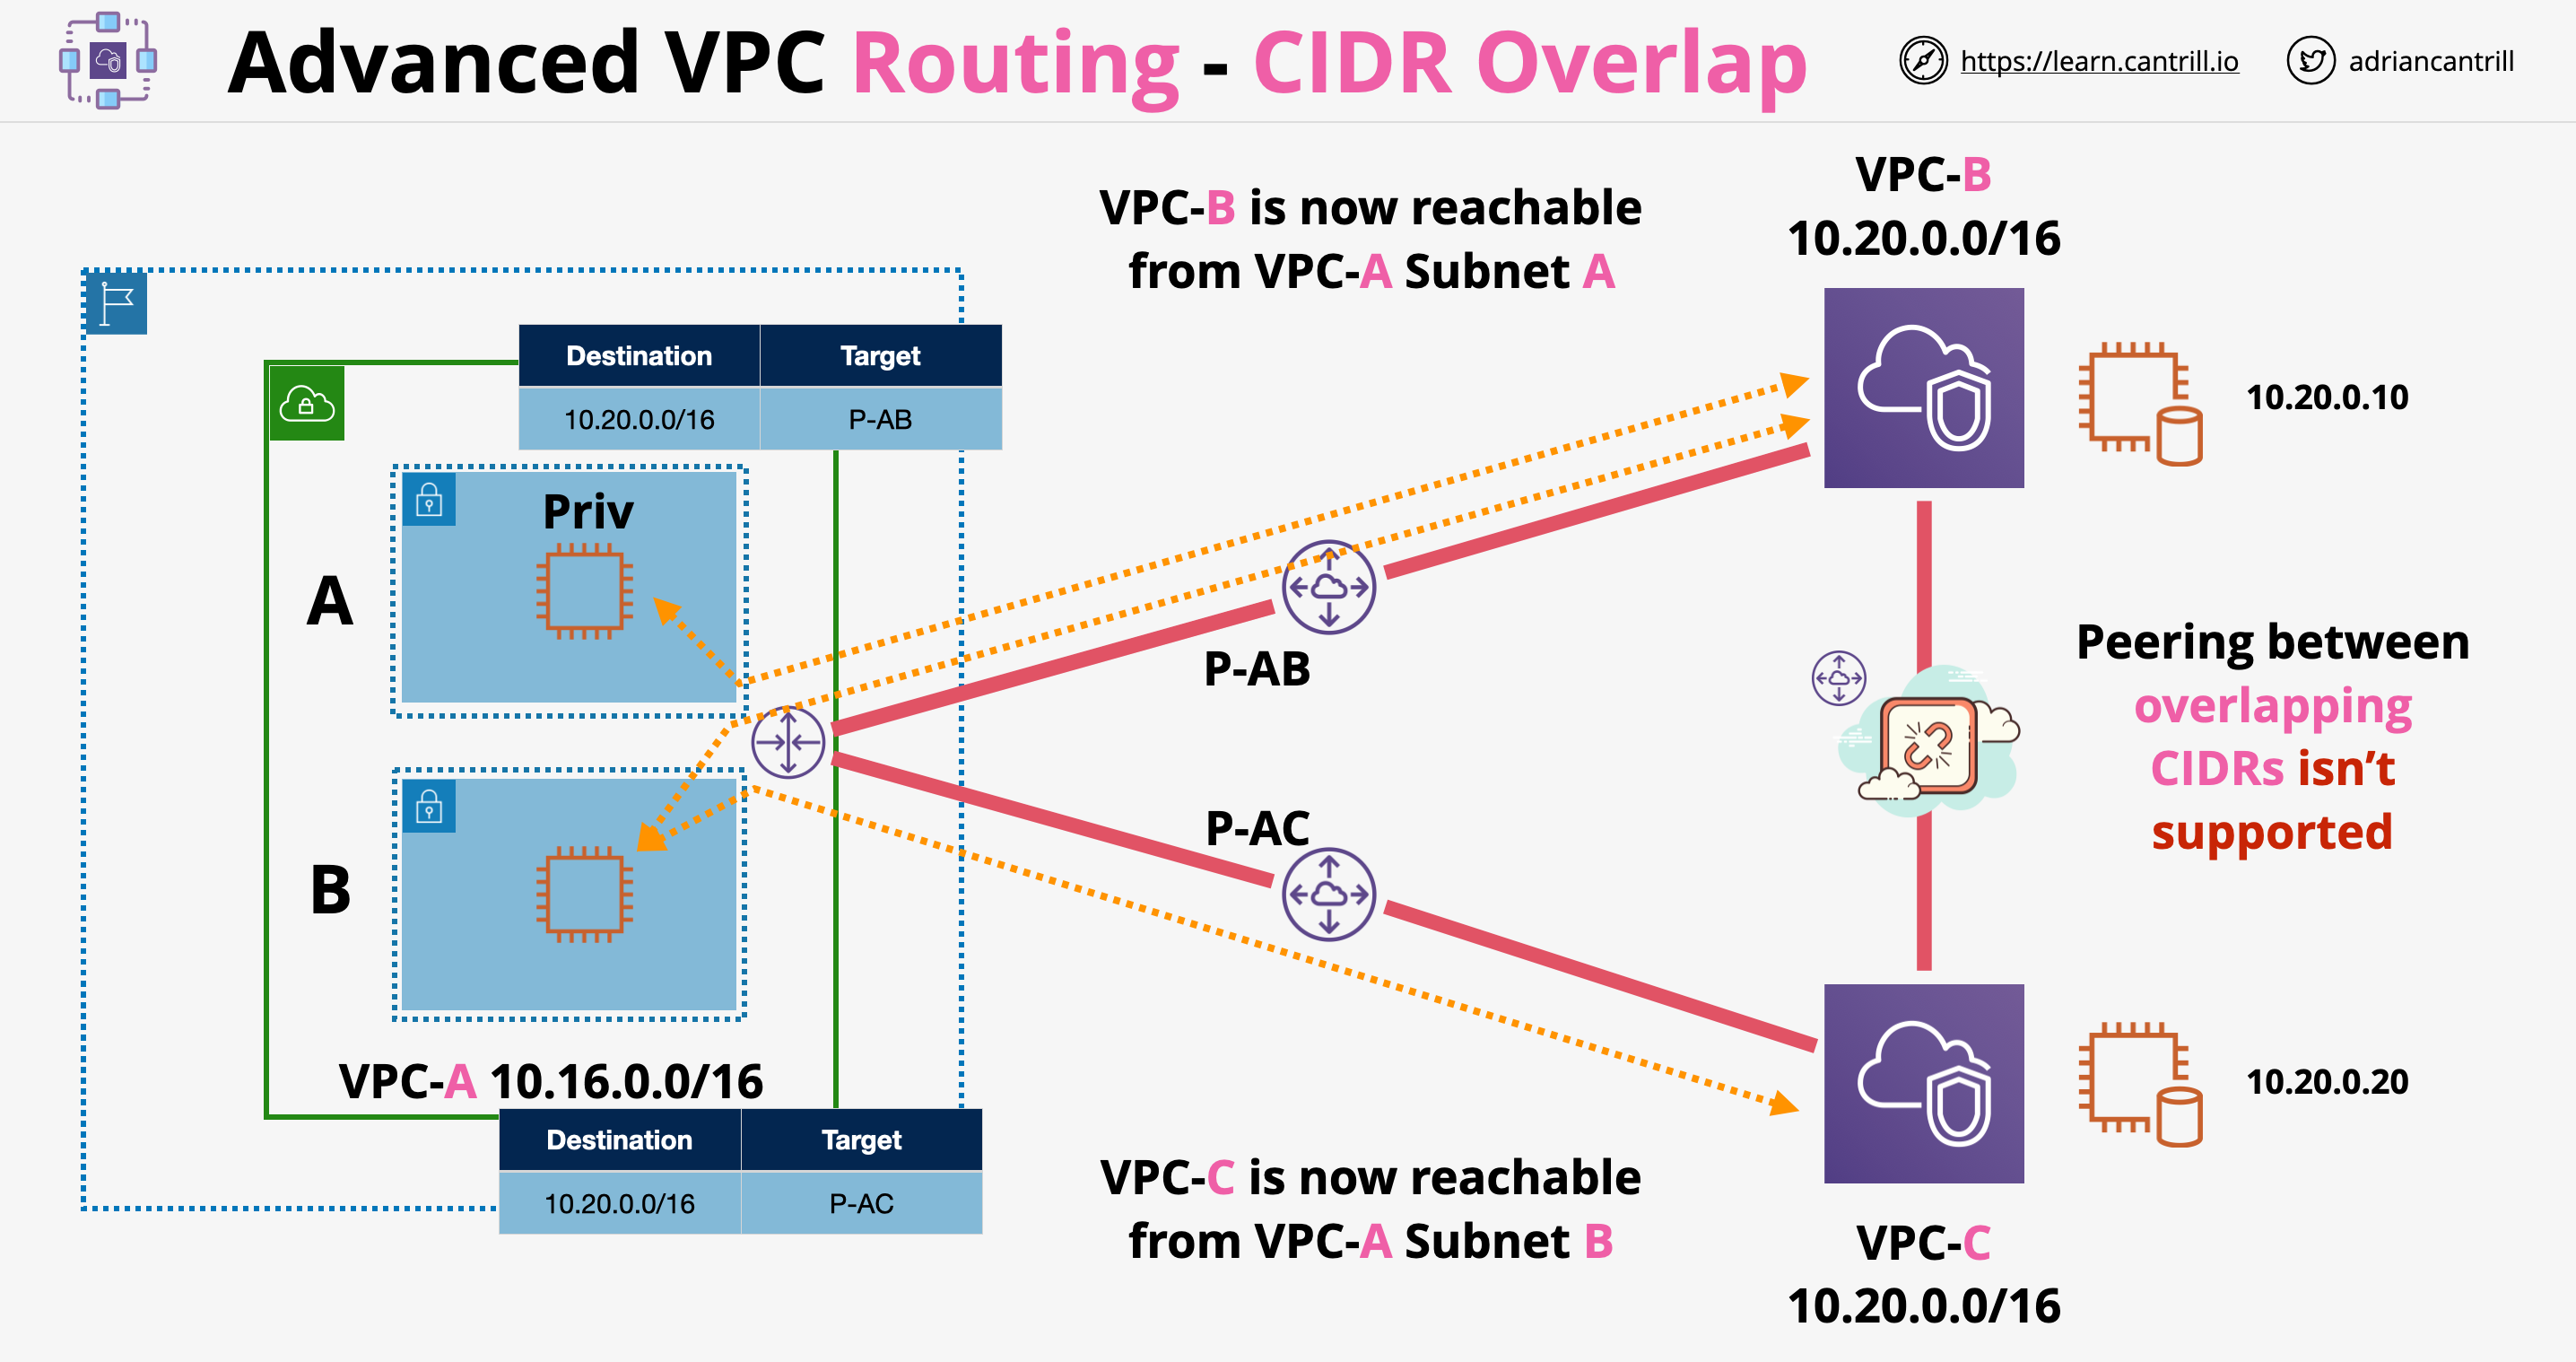 Advanced VPC Routing - CIDR Overlap
https://learn.cantrill.io
adriancantrill
VPC-B is now reachable
from VPC-A Subnet A
VPC-B
10.20.0.0/16
Destination Target
10.20.0.0/16 P-AB
10.20.0.10
Priv
A
P-AB
Peering between
overlapping
CIDRs isn’t
supported
P-AC
B
VPC-A 10.16.0.0/16
10.20.0.20
Destination Target
10.20.0.0/16 P-AC
VPC-C is now reachable
from VPC-A Subnet B
VPC-C
10.20.0.0/16